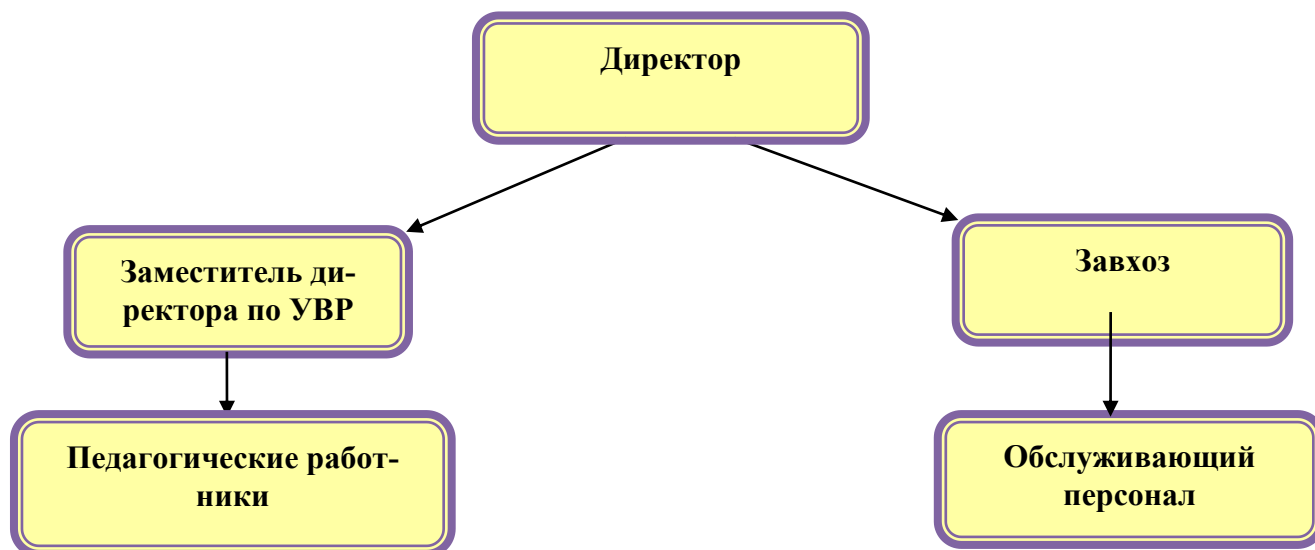 Директор
Заместитель ди-
ректора по УВР
Завхоз
Педагогические работ-
ники
Обслуживающий
персонал